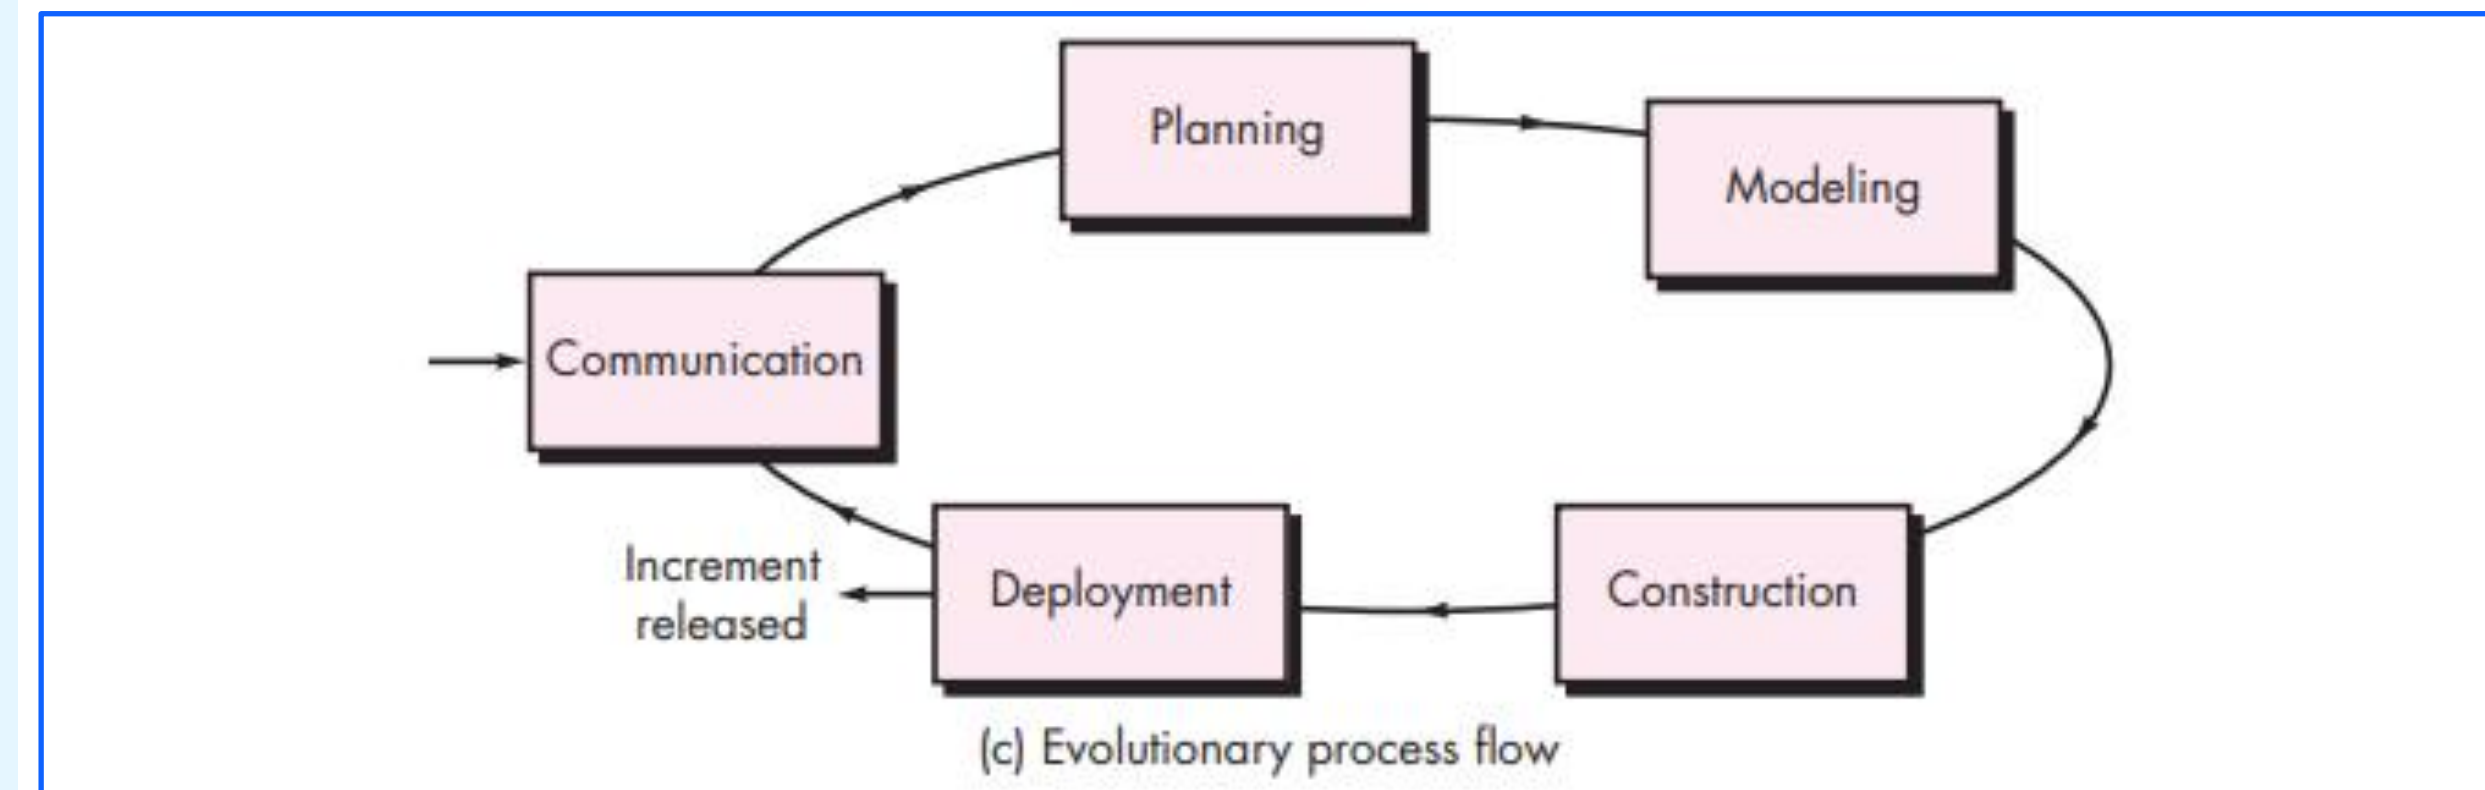 Planning
Modeling
Communication
Increment
released
Deployment
Construction
(c) Evolutionary process flow